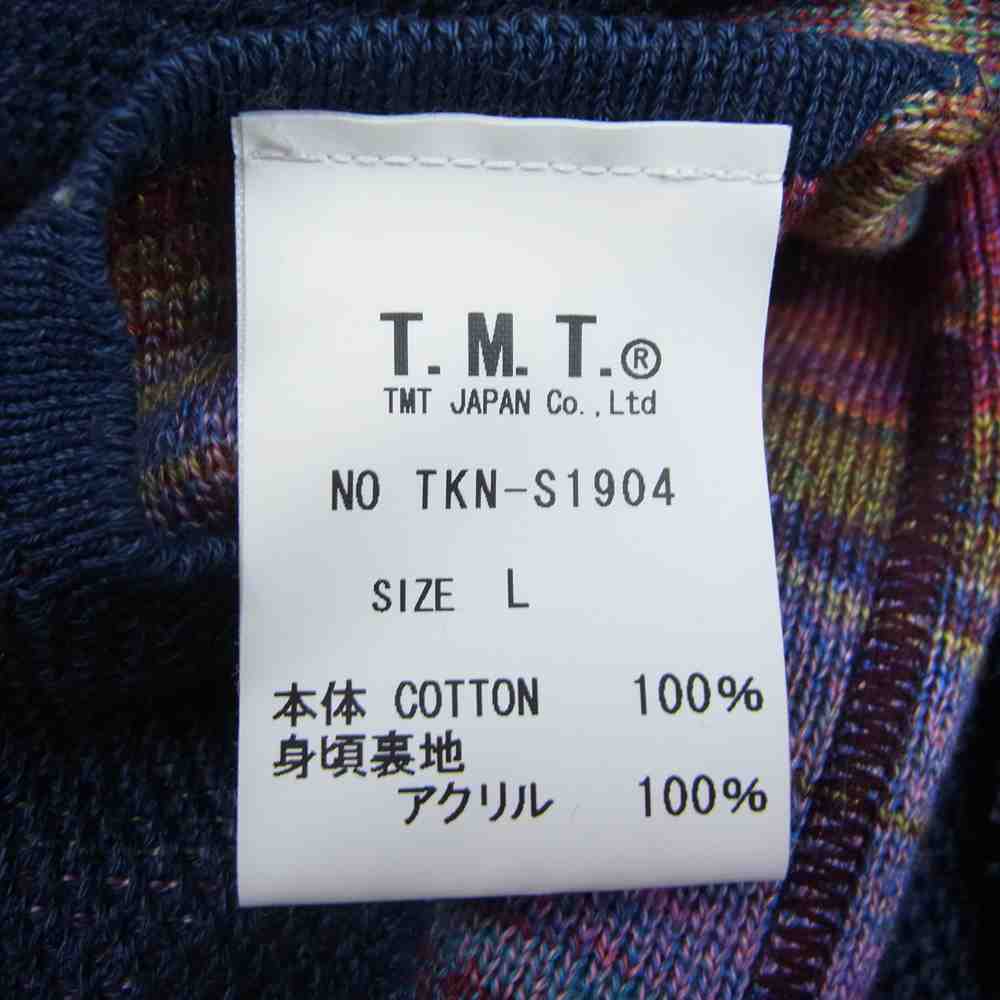 T.M.T.®
TMT JAPAN Co.,Ltd
NO TKN-S1904
SIZE L
本体 COTTON 100%
身頃裏地
アクリル 100%